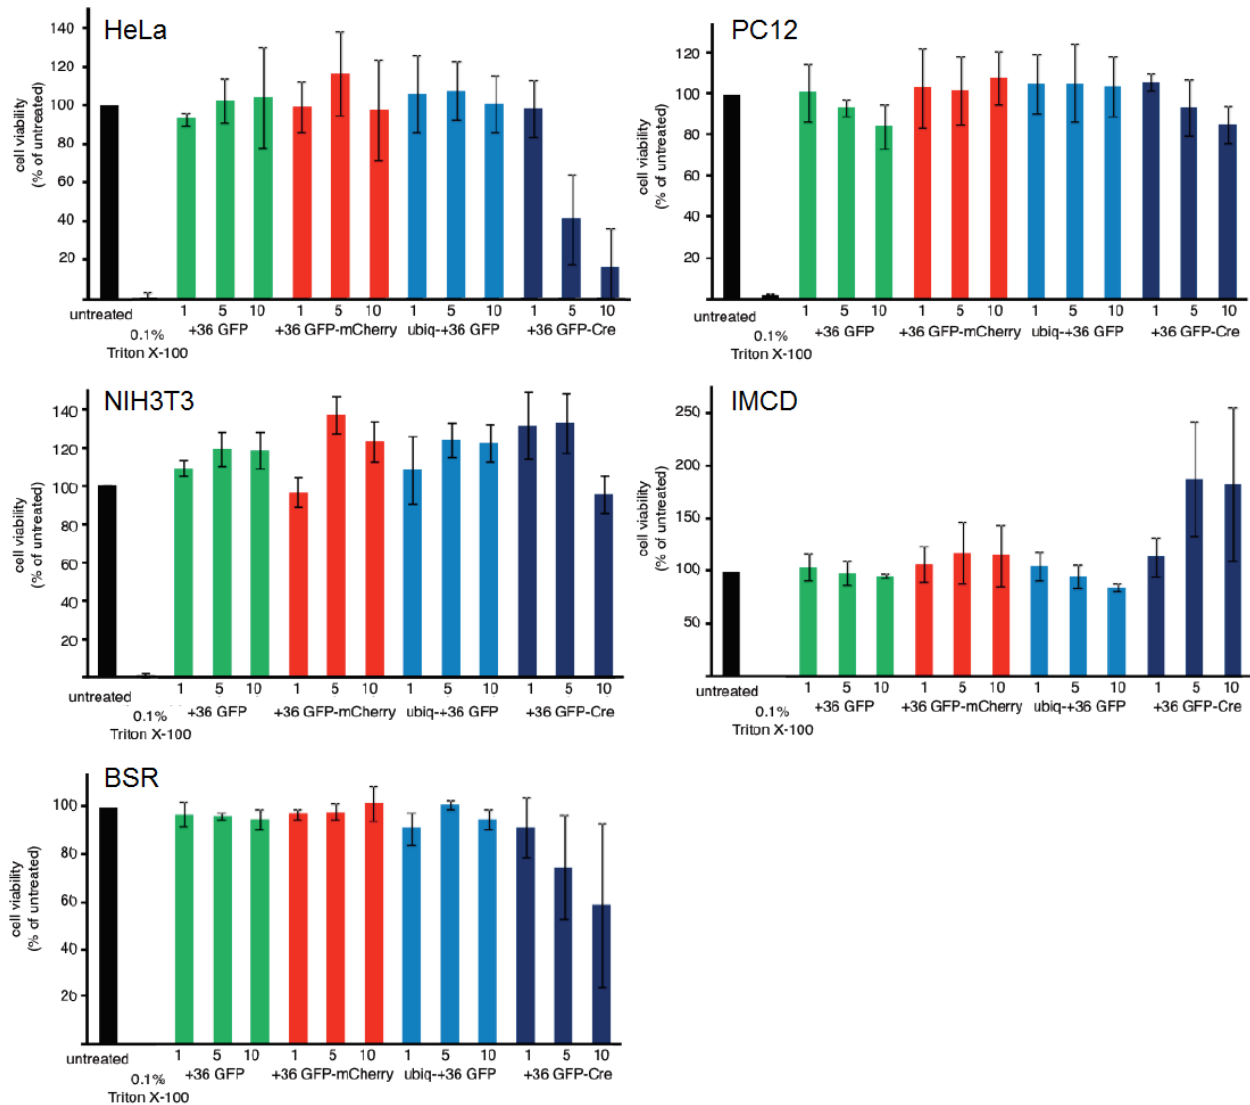 HeLa
cell viability
(% of untreated)
140
120
100
80
60
40
20
untreated
0.1%
Triton X-100
1 5 10 1 5 10 1 5 10 1 5 10
+36 GFP +36 GFP-mCherry ubiq-+36 GFP +36 GFP-Cre
PC12
cell viability
(% of untreated)
120
100
80
60
40
20
untreated
0.1%
Triton X-100
1 5 10 1 5 10 1 5 10 1 5 10
+36 GFP +36 GFP-mCherry ubiq-+36 GFP +36 GFP-Cre
NIH3T3
cell viability
(% of untreated)
140
120
100
80
60
40
20
untreated
0.1%
Triton X-100
1 5 10 1 5 10 1 5 10 1 5 10
+36 GFP +36 GFP-mCherry ubiq-+36 GFP +36 GFP-Cre
IMCD
cell viability
(% of untreated)
250
200
150
100
50
untreated
0.1%
Triton X-100
1 5 10 1 5 10 1 5 10 1 5 10
+36 GFP +36 GFP-mCherry ubiq-+36 GFP +36 GFP-Cre
BSR
cell viability
(% of untreated)
100
80
60
40
20
untreated
0.1%
Triton X-100
1 5 10 1 5 10 1 5 10 1 5 10
+36 GFP +36 GFP-mCherry ubiq-+36 GFP +36 GFP-Cre